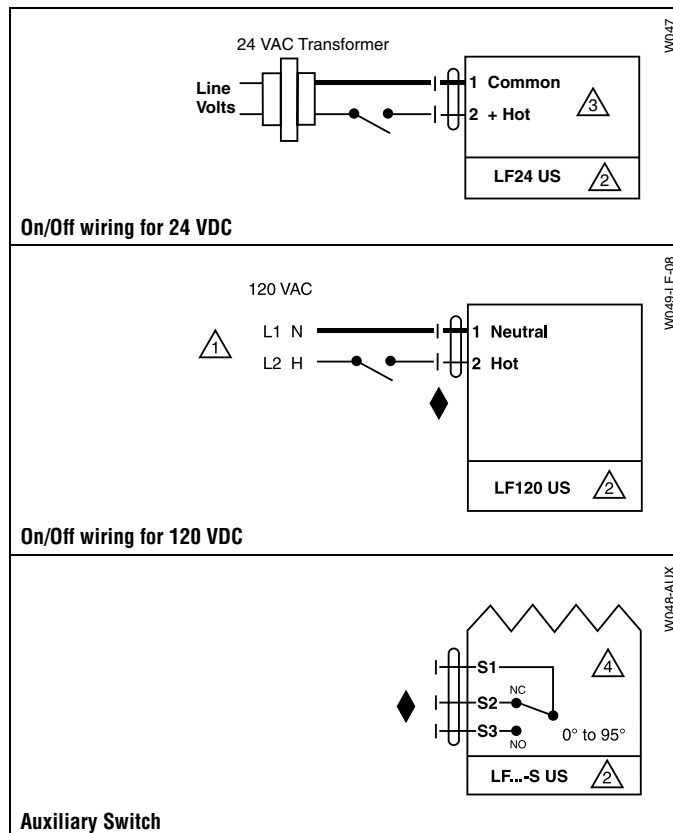 W047
24 VAC Transformer
Line
Volts
1 Common
2 + Hot
3
LF24 US
2
On/Off wiring for 24 VDC
W049-LF-08
120 VAC
L1 N
1 Neutral
1
L2 H
2 Hot
LF120 US
2
On/Off wiring for 120 VDC
W048-AUX
S1
4
S2
NC
S3
NO
0° to 95°
LF...-S US
2
Auxiliary Switch